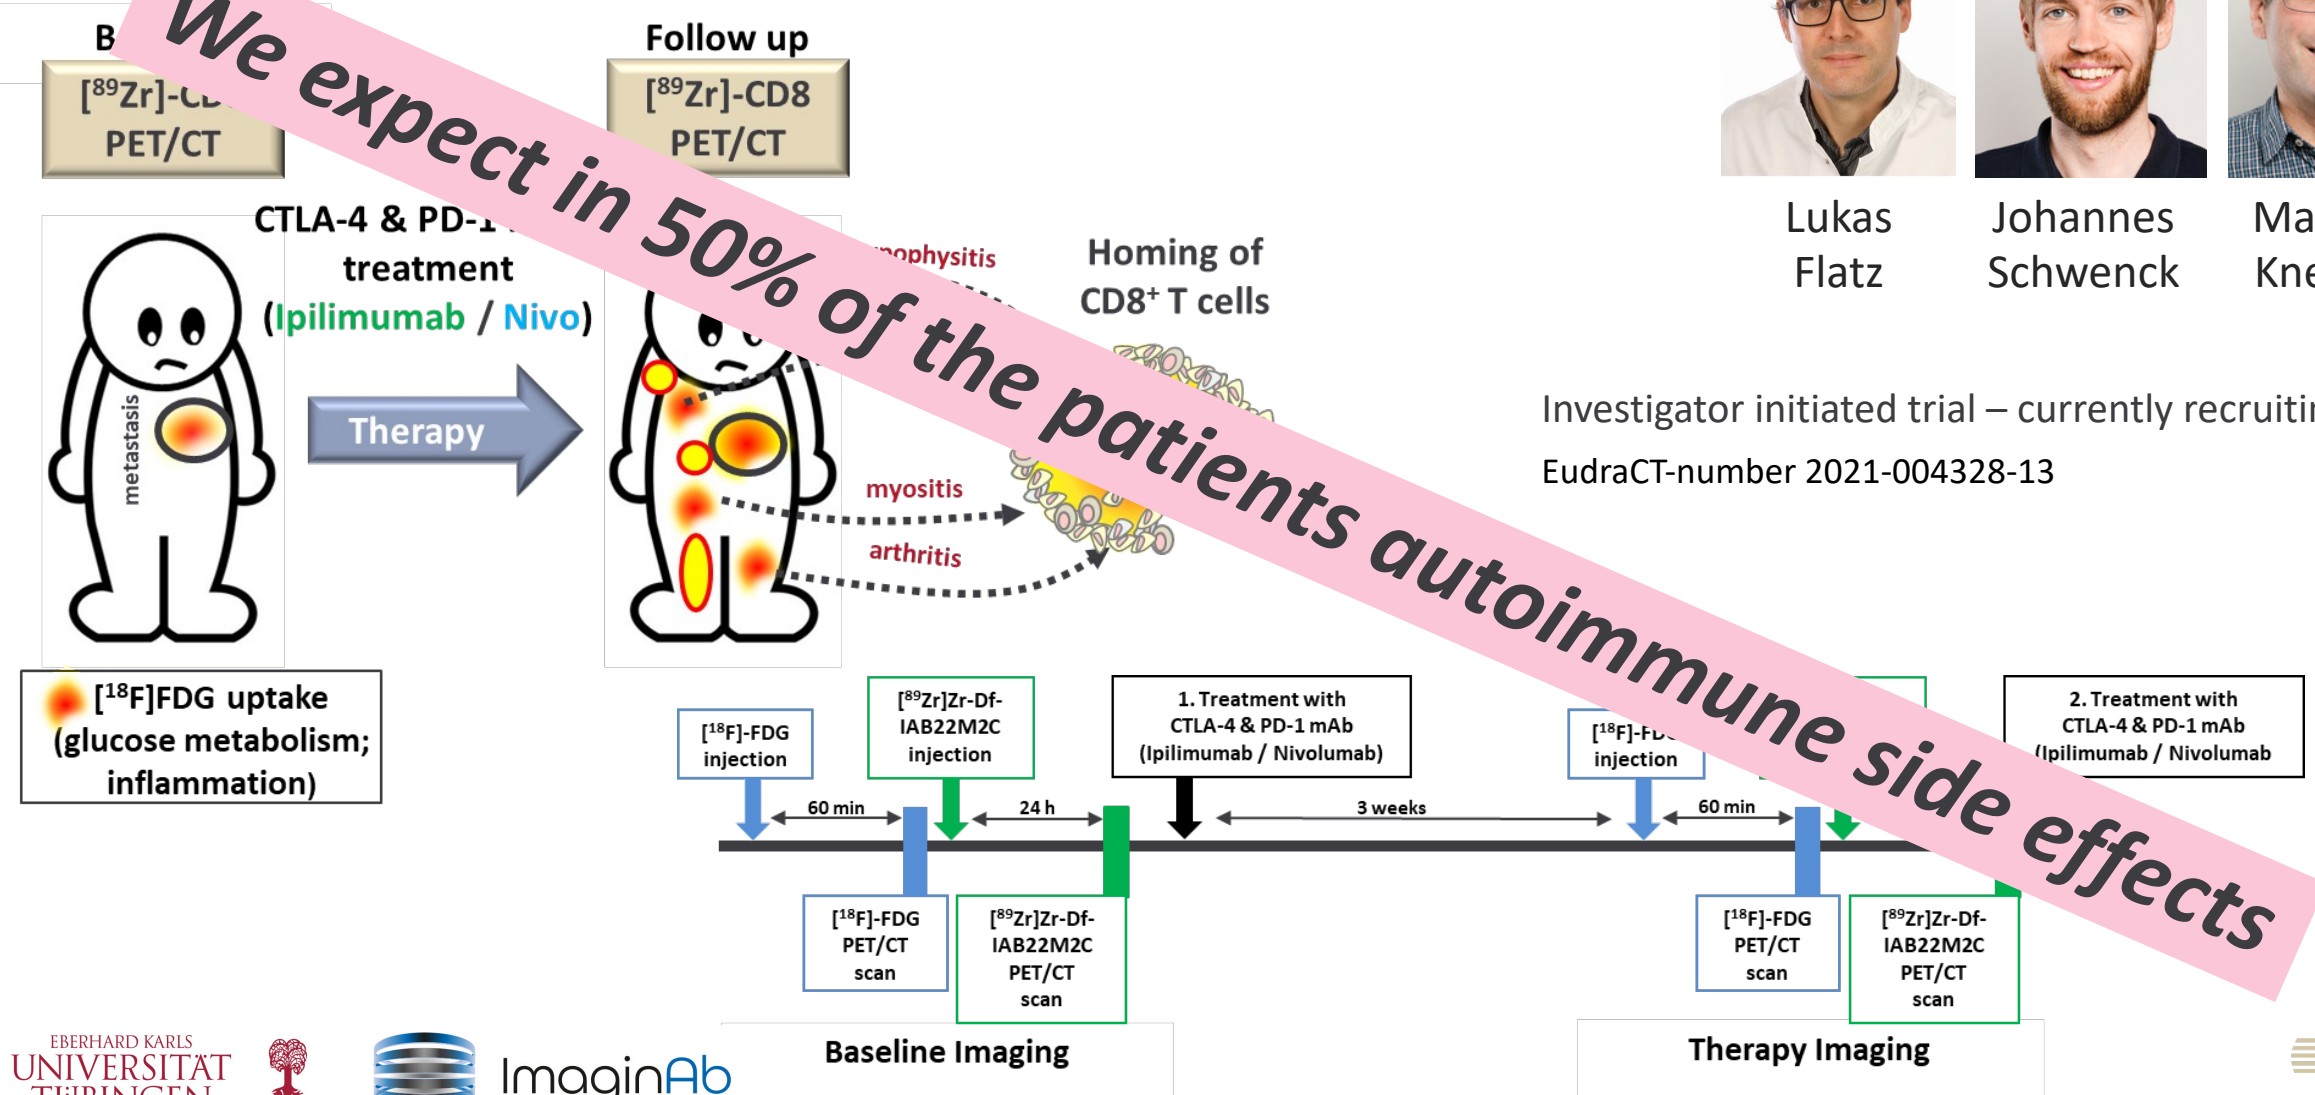 We expect in 50% of the patients autoimmune side effects
Follow up
[⁸⁹Zr]-
PET/CT
[⁸⁹Zr]-CD8
PET/CT
CTLA-4 & PD-1
treatment
(Ipilimumab / Nivo)
metastasis
Therapy
myositis
arthritis
Homing of
CD8⁺ T cells
Lukas
Flatz
Johannes
Schwenck
Investigator initiated trial – currently
EudraCT-number 2021-004328-13
[¹⁸F]FDG uptake
(glucose metabolism;
inflammation)
[¹⁸F]-FDG
injection
[⁸⁹Zr]Zr-Df-
IAB22M2C
injection
1. Treatment with
CTLA-4 & PD-1 mAb
(Ipilimumab / Nivolumab)
[¹⁸F]-FDG
injection
2. Treatment with
CTLA-4 & PD-1 mAb
(Ipilimumab / Nivolumab
60 min
24 h
3 weeks
60 min
[¹⁸F]-FDG
PET/CT
scan
[⁸⁹Zr]Zr-Df-
IAB22M2C
PET/CT
scan
[¹⁸F]-FDG
PET/CT
scan
[⁸⁹Zr]Zr-Df-
IAB22M2C
PET/CT
scan
Baseline Imaging
Therapy Imaging
EBERHARD KARLS
UNIVERSITÄT
TÜBINGEN
ImaginAb